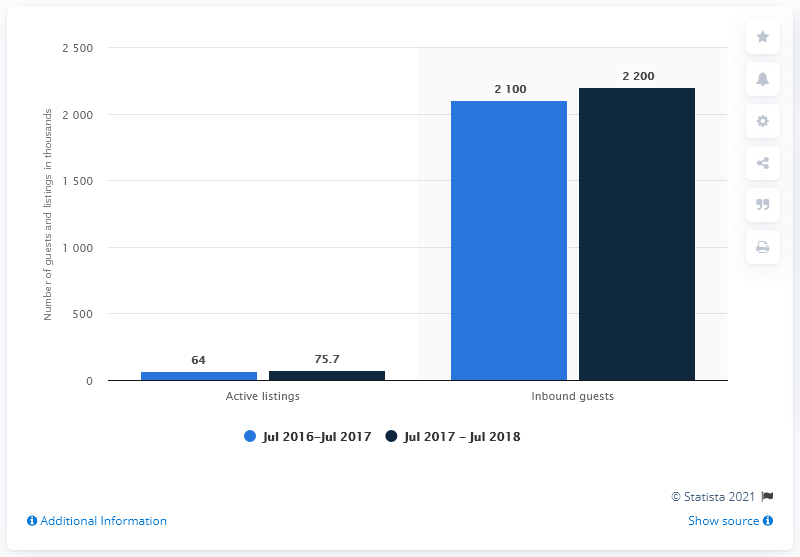 Number of guests and listings in thousands
2 500
2 000
1 500
1 000
500
0
2 100
2 200
64
75.7
Active listings
Inbound guests
Jul 2016–Jul 2017
Jul 2017 – Jul 2018
© Statista 2021
Additional Information
Show source